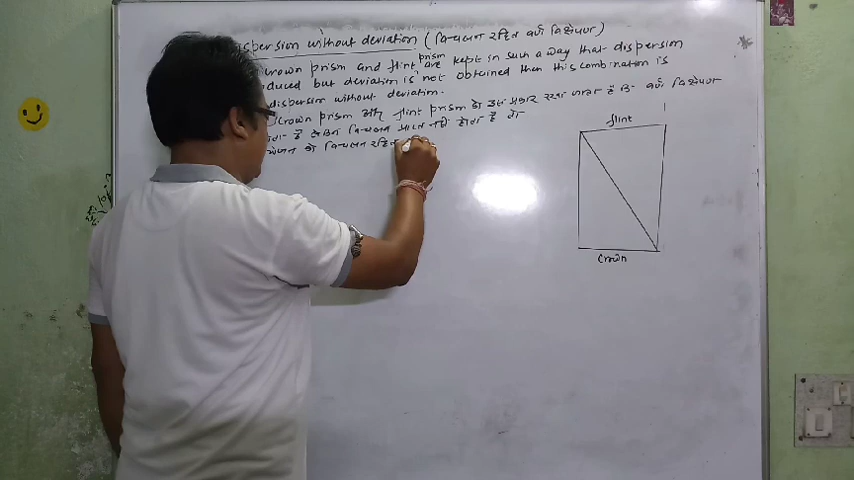 dispersion without deviation (विचलन रहित वर्ण विक्षेपण)
crown prism and flint prism are kept in such a way that dispersion
duced but deviation is not obtained then this combination is
dispersion without deviation.
Crown prism और flint prism को इस प्रकार रखा जाता है कि वर्ण विक्षेपण
है लेकिन विचलन प्राप्त नहीं होता है तो
को विचलन रहित
flint
crown